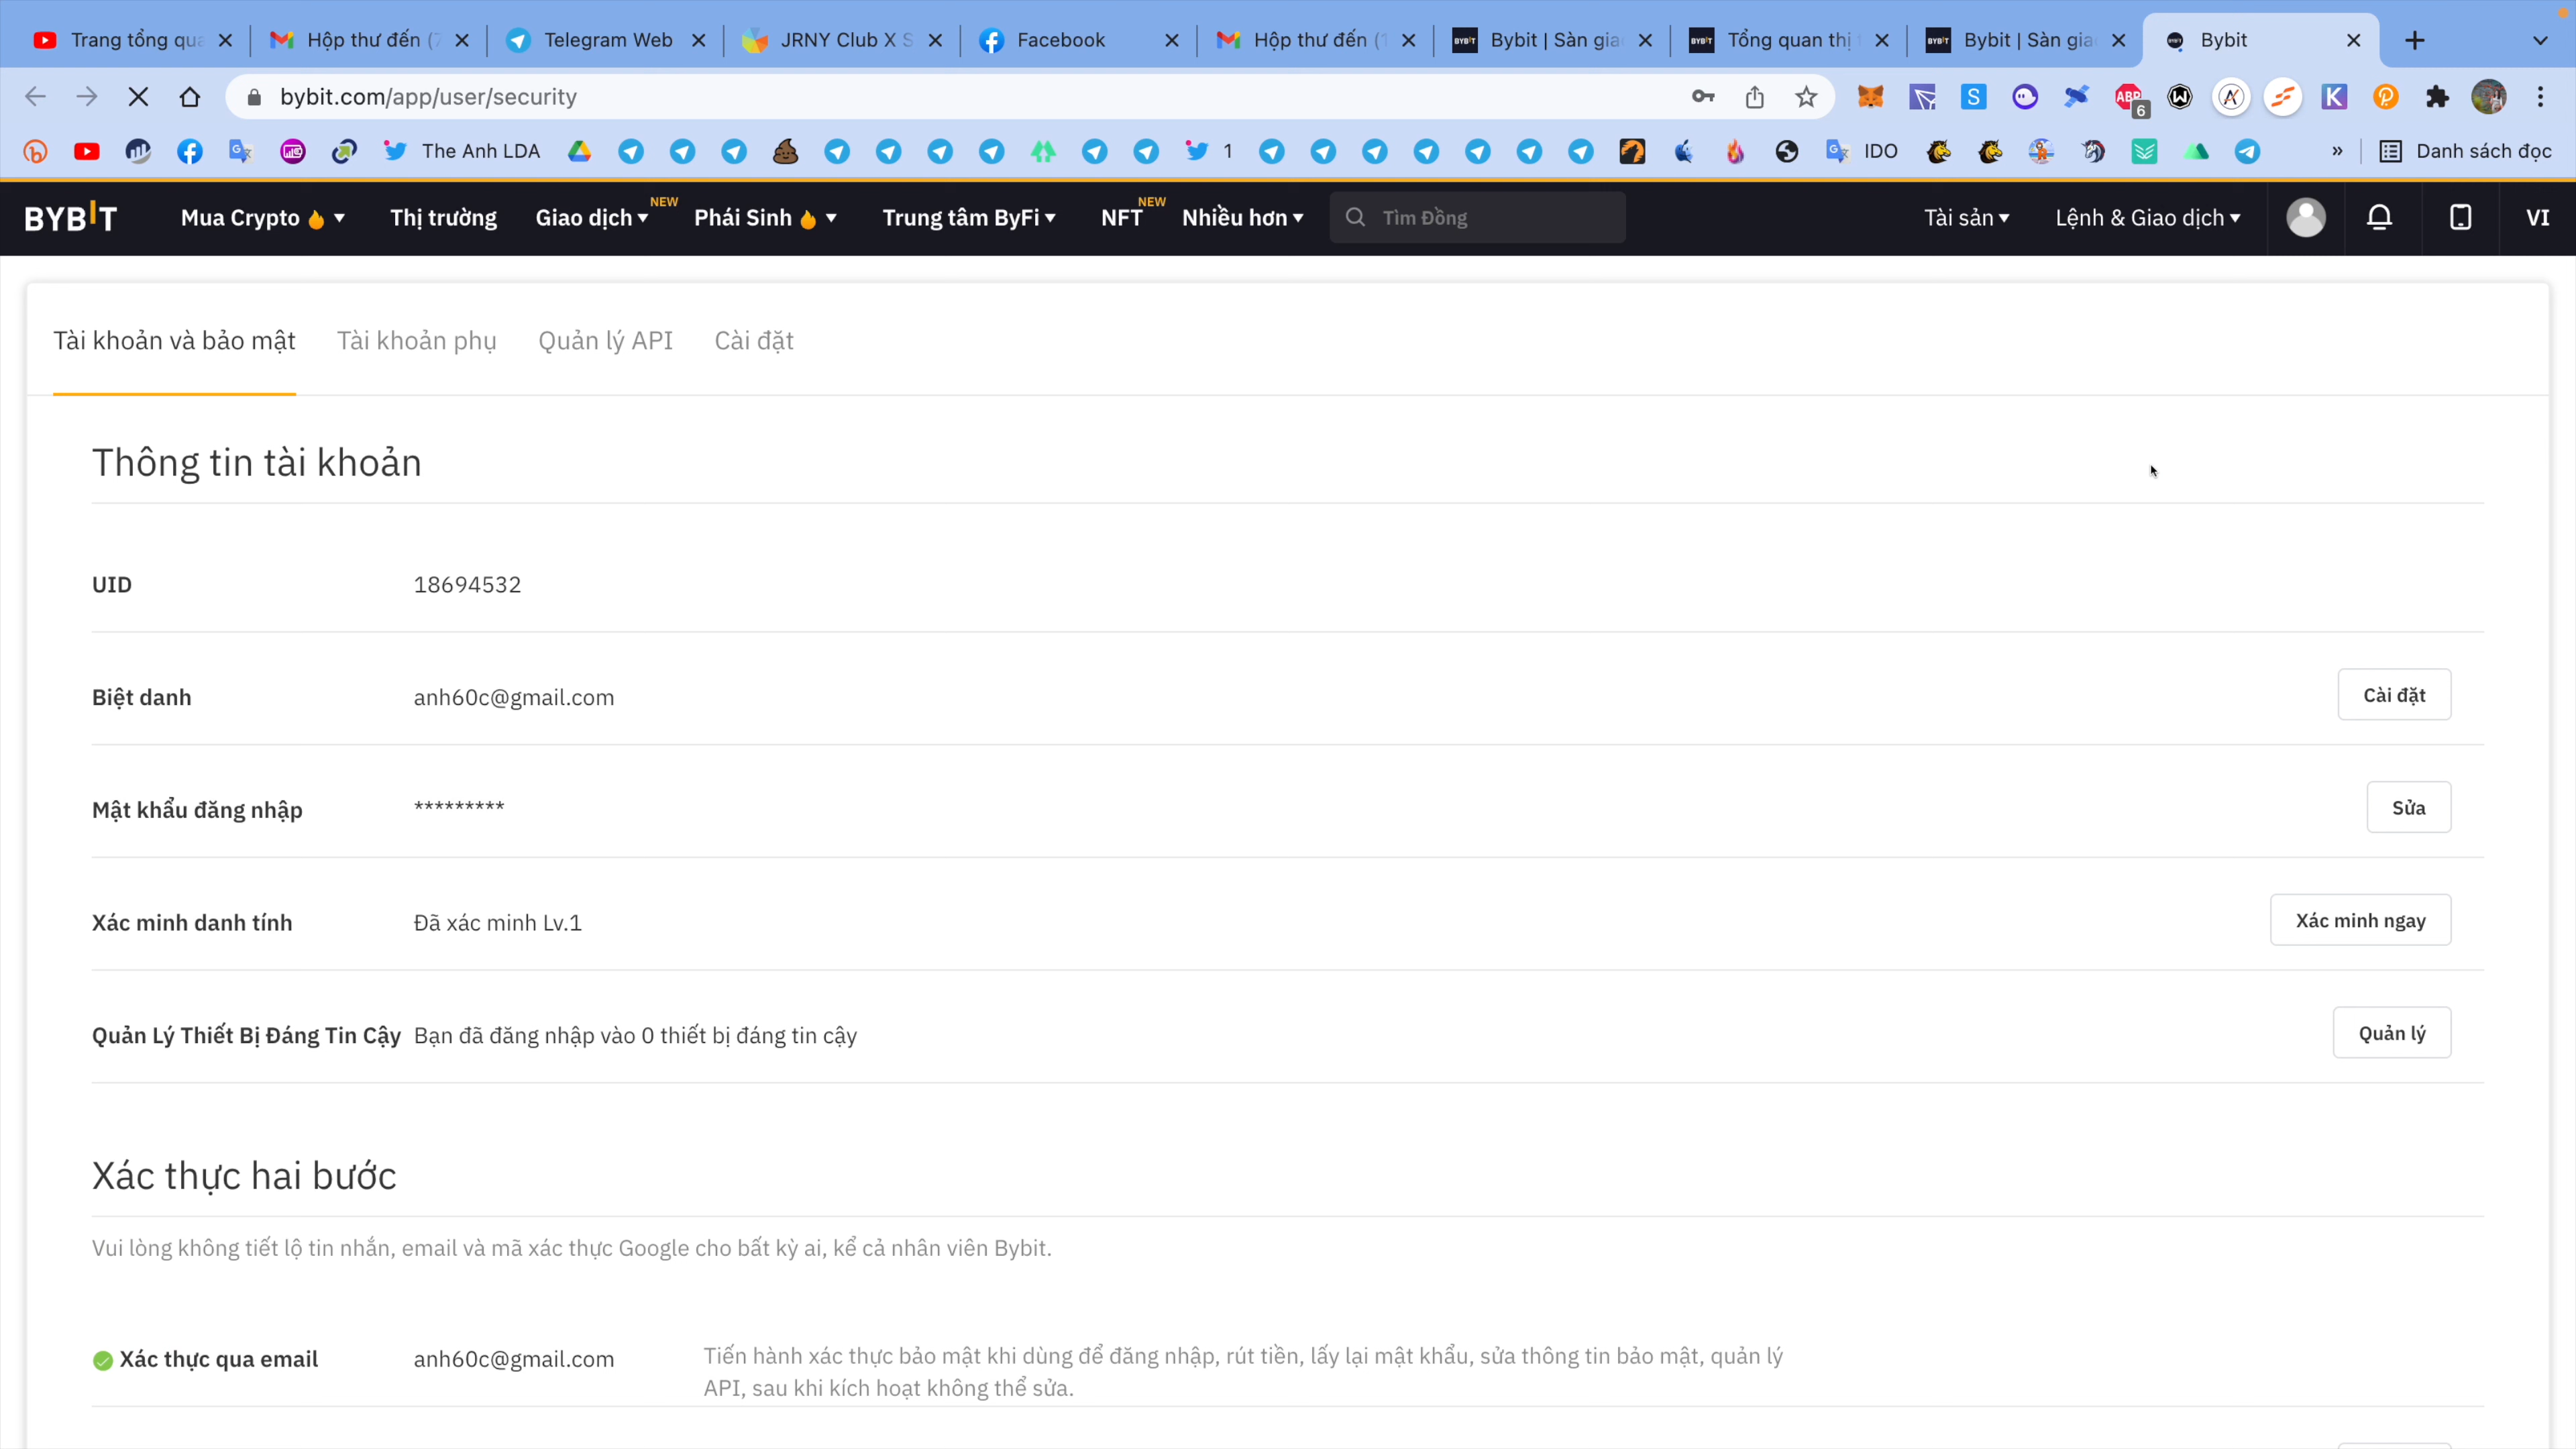 Trang tổng qua
Hộp thư đến (7
Telegram Web
JRNY Club X S
Facebook
Hộp thư đến (1
Bybit | Sàn gia
Tổng quan thị
Bybit | Sàn gia
Bybit
bybit.com/app/user/security
ABP
6
The Anh LDA
1
IDO
Danh sách đọc
BYBIT
Mua Crypto
Thị trường
Giao dịch
NEW
Phái Sinh
Trung tâm ByFi
NFT
NEW
Nhiều hơn
Tìm Đồng
Tài sản
Lệnh & Giao dịch
VI
Tài khoản và bảo mật
Tài khoản phụ
Quản lý API
Cài đặt
Thông tin tài khoản
UID 18694532
Biệt danh anh60c@gmail.com Cài đặt
Mật khẩu đăng nhập ********* Sửa
Xác minh danh tính Đã xác minh Lv.1 Xác minh ngay
Quản Lý Thiết Bị Đáng Tin Cậy Bạn đã đăng nhập vào 0 thiết bị đáng tin cậy Quản lý
Xác thực hai bước
Vui lòng không tiết lộ tin nhắn, email và mã xác thực Google cho bất kỳ ai, kể cả nhân viên Bybit.
Xác thực qua email anh60c@gmail.com Tiến hành xác thực bảo mật khi dùng để đăng nhập, rút tiền, lấy lại mật khẩu, sửa thông tin bảo mật, quản lý
API, sau khi kích hoạt không thể sửa.